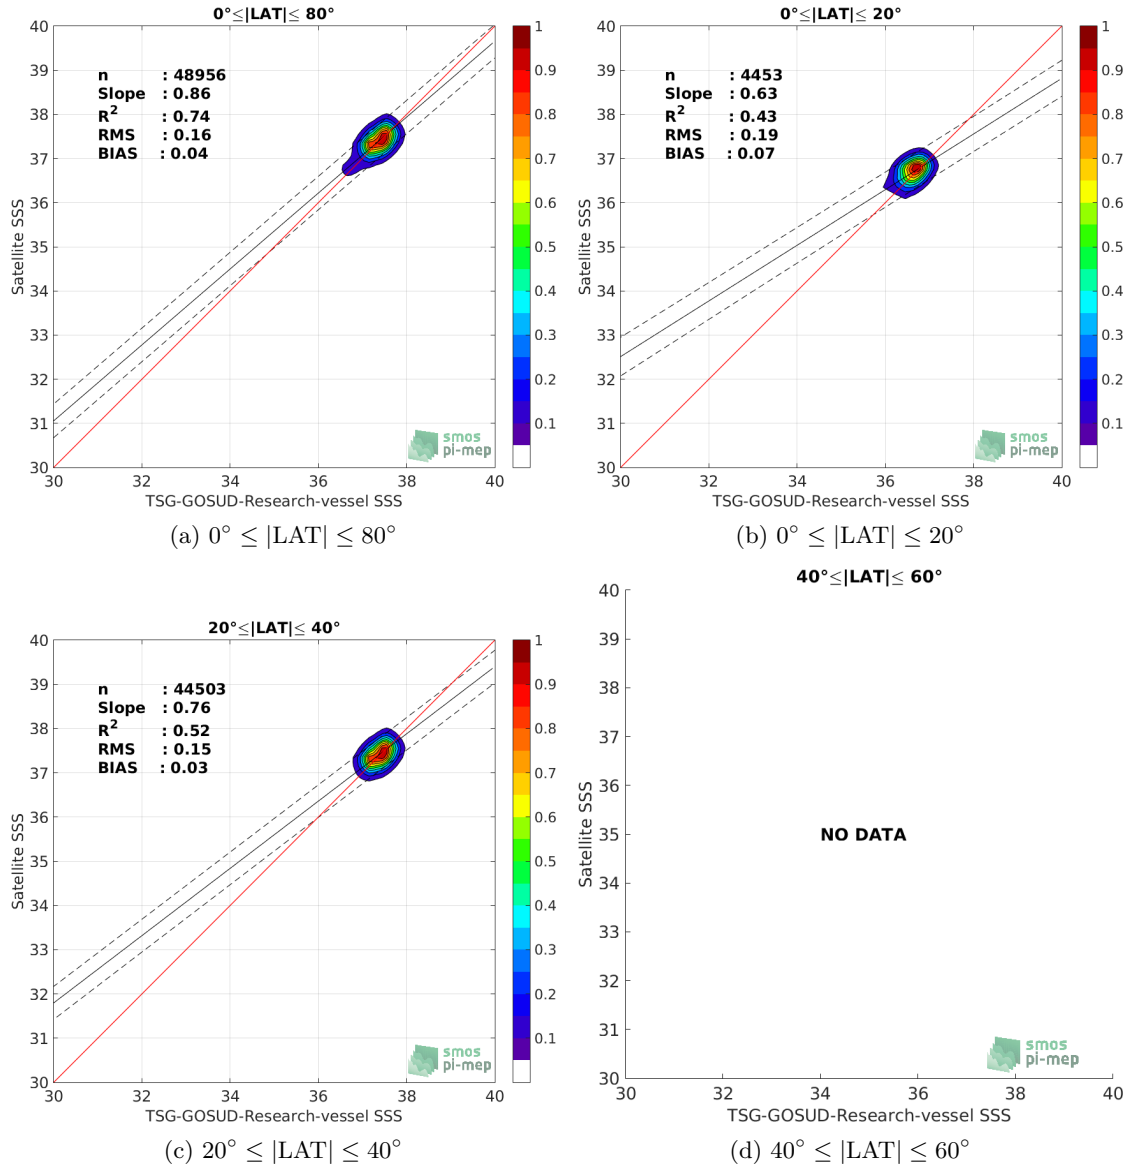 0°≤|LAT|≤ 80°
n : 48956
Slope : 0.86
R2 : 0.74
RMS : 0.16
BIAS : 0.04
40
39
38
37
36
35
34
33
32
31
30
30 32 34 36 38 40
Satellite SSS
TSG-GOSUD-Research-vessel SSS
1
0.9
0.8
0.7
0.6
0.5
0.4
0.3
0.2
0.1
smos
pi-mep
(a) 0° ≤ |LAT| ≤ 80°
0°≤|LAT|≤ 20°
n : 4453
Slope : 0.63
R2 : 0.43
RMS : 0.19
BIAS : 0.07
40
39
38
37
36
35
34
33
32
31
30
30 32 34 36 38 40
Satellite SSS
TSG-GOSUD-Research-vessel SSS
1
0.9
0.8
0.7
0.6
0.5
0.4
0.3
0.2
0.1
smos
pi-mep
(b) 0° ≤ |LAT| ≤ 20°
20°≤|LAT|≤ 40°
n : 44503
Slope : 0.76
R2 : 0.52
RMS : 0.15
BIAS : 0.03
40
39
38
37
36
35
34
33
32
31
30
30 32 34 36 38 40
Satellite SSS
TSG-GOSUD-Research-vessel SSS
1
0.9
0.8
0.7
0.6
0.5
0.4
0.3
0.2
0.1
smos
pi-mep
(c) 20° ≤ |LAT| ≤ 40°
40°≤|LAT|≤ 60°
40
39
38
37
36
35
34
33
32
31
30
30 32 34 36 38 40
Satellite SSS
NO DATA
TSG-GOSUD-Research-vessel SSS
smos
pi-mep
(d) 40° ≤ |LAT| ≤ 60°